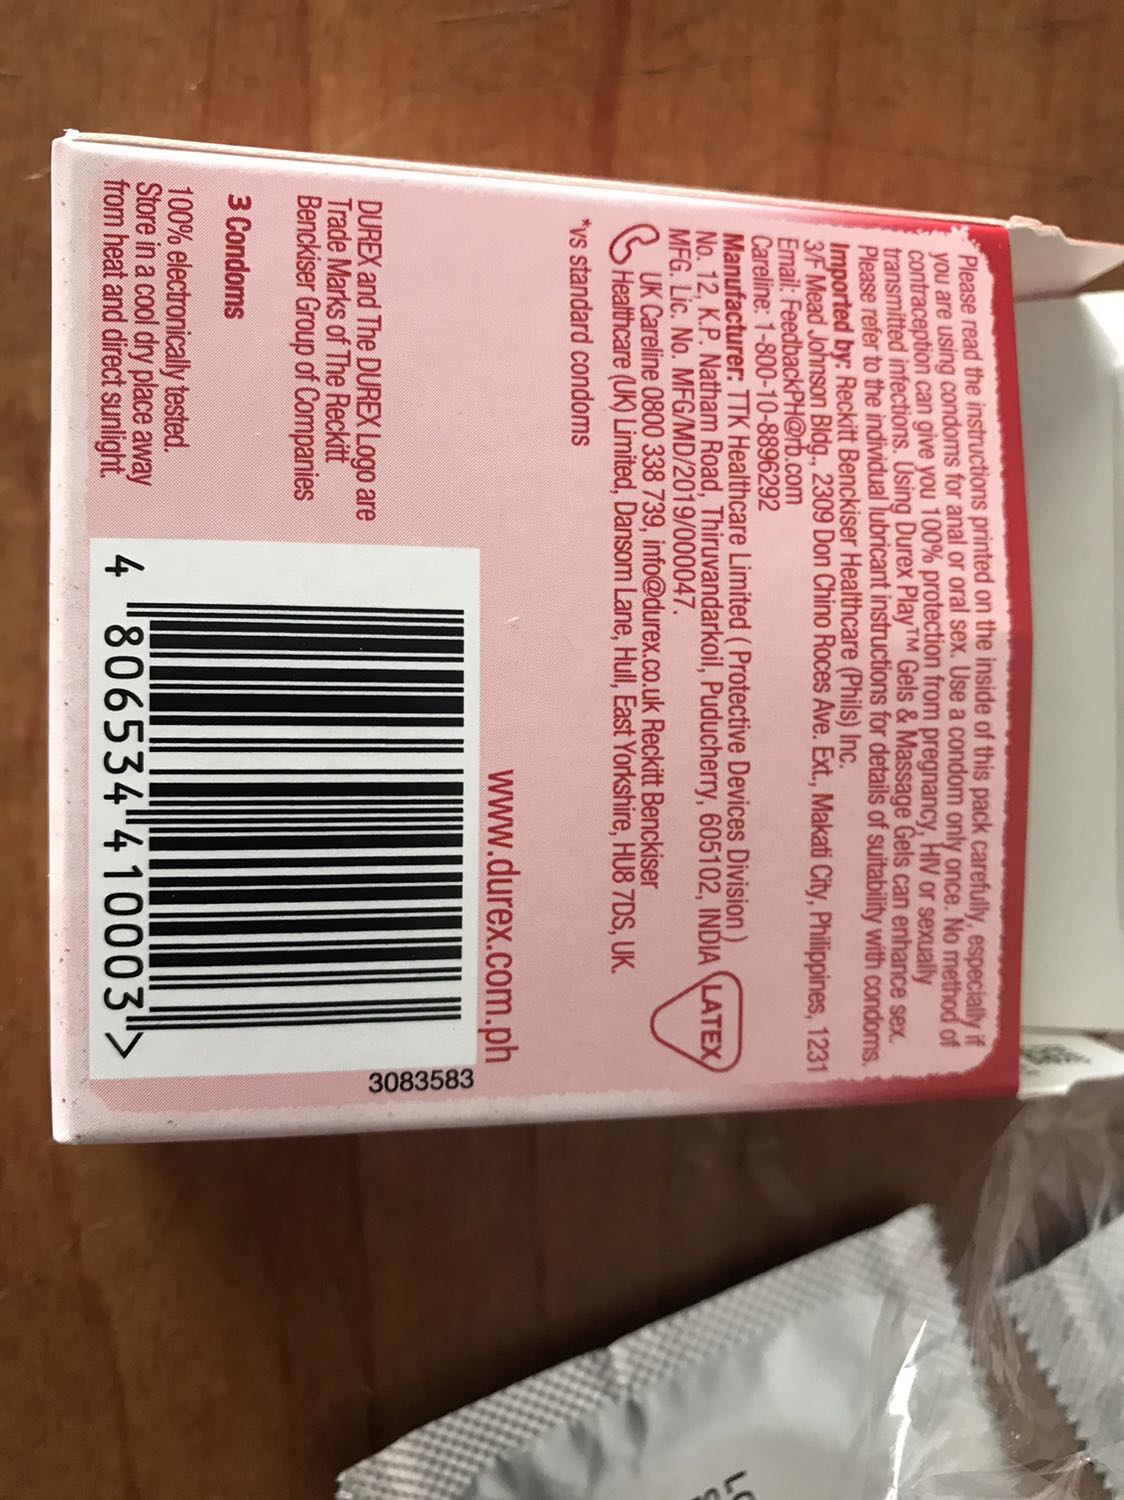 Please read the instructions printed on the inside of this pack carefully, especially if
you are using condoms for anal or oral sex. Use a condom only once. No method of
contraception can give you 100% protection from pregnancy, HIV or sexually
transmitted infections. Using Durex Play™ Gels & Massage Gels can enhance sex.
Please refer to the individual lubricant instructions for details of suitability with condoms.
Imported by: Reckitt Benckiser Healthcare (Phils) Inc.
3/F Mead Johnson Bldg., 2309 Don Chino Roces Ave. Ext., Makati City, Philippines, 1231
Email: FeedbackPH@rb.com
Careline: 1-800-10-8896292
Manufacturer: TTK Healthcare Limited ( Protective Devices Division )
No. 12, K.P. Natham Road, Thiruvandarkoil, Puducherry, 605102, INDIA
MFG. Lic. No. MFG/MD/2019/000047.
LATEX
UK Careline 0800 338 739, info@durex.co.uk Reckitt Benckiser
Healthcare (UK) Limited, Dansom Lane, Hull, East Yorkshire, HU8 7DS, UK.
*vs standard condoms
www.durex.com.ph
DUREX and The DUREX Logo are
Trade Marks of The Reckitt
Benckiser Group of Companies
3 Condoms
100% electronically tested.
Store in a cool dry place away
from heat and direct sunlight.
3083583
4 806534 410003 >
LO